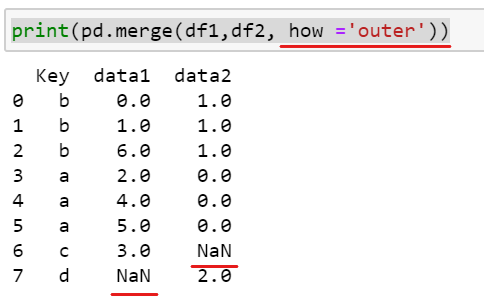 print(pd.merge(df1,df2, how ='outer'))
Key data1 data2
0 b 0.0 1.0
1 b 1.0 1.0
2 b 6.0 1.0
3 a 2.0 0.0
4 a 4.0 0.0
5 a 5.0 0.0
6 c 3.0 NaN
7 d NaN 2.0